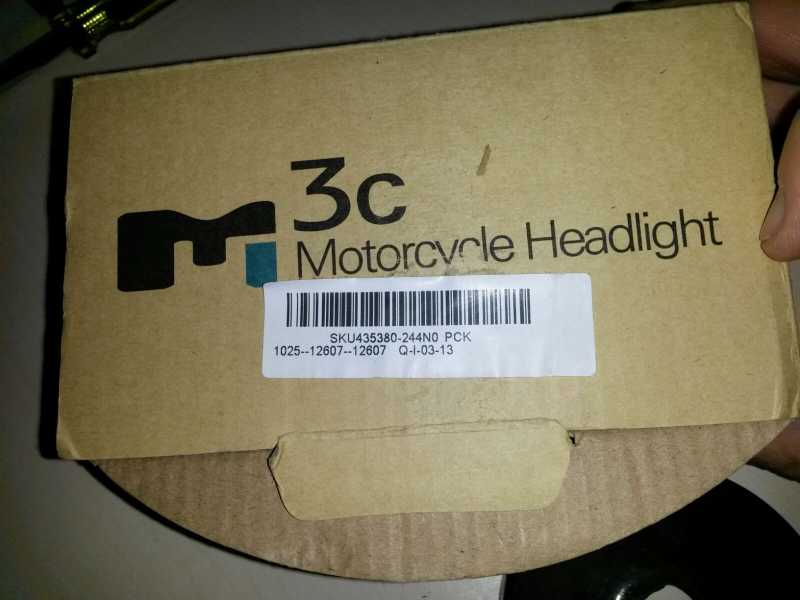 3c
Motorcycle Headlight
SKU435380-244N0 PCK
1025--12607--12607 Q-I-03-13